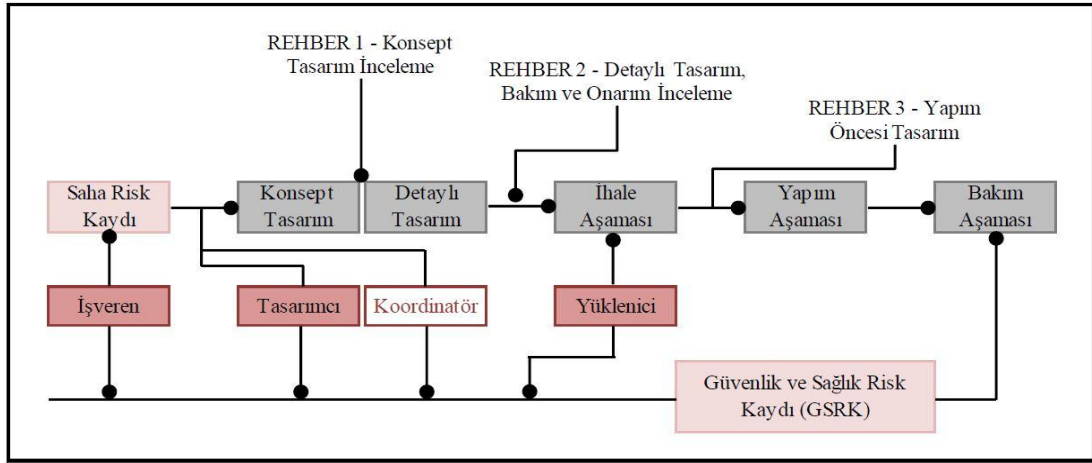 REHBER 1 - Konsept
Tasarım İnceleme
REHBER 2 - Detaylı Tasarım,
Bakım ve Onarım İnceleme
REHBER 3 - Yapım
Öncesi Tasarım
Saha Risk
Kaydı
Konsept
Tasarım
Detaylı
Tasarım
İhale
Aşaması
Yapım
Aşaması
Bakım
Aşaması
İşveren
Tasarımcı
Koordinatör
Yüklenici
Güvenlik ve Sağlık Risk
Kaydı (GSRK)